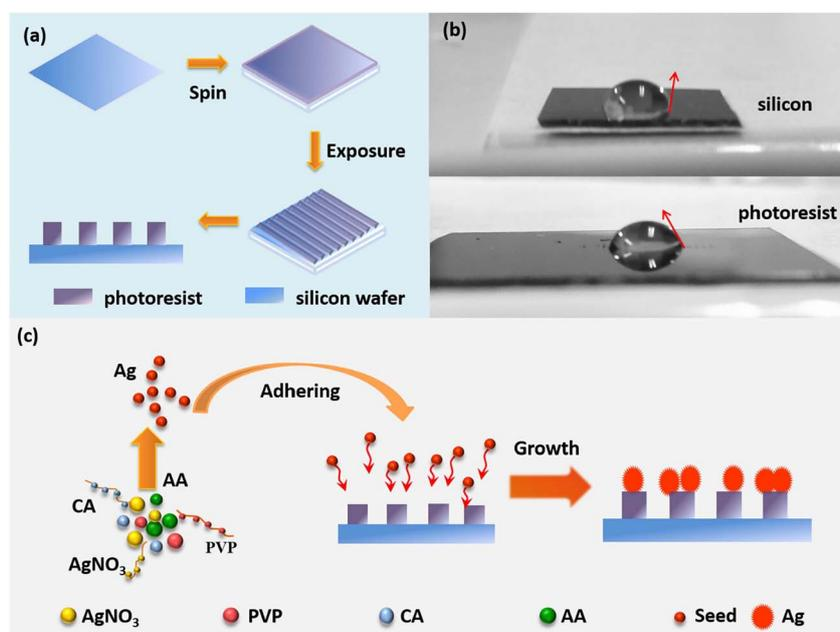 (a)
Spin
Exposure
photoresist
silicon wafer
(b)
silicon
photoresist
(c)
Ag
Adhering
Growth
AA
CA
PVP
AgNO₃
AgNO₃
PVP
CA
AA
Seed
Ag